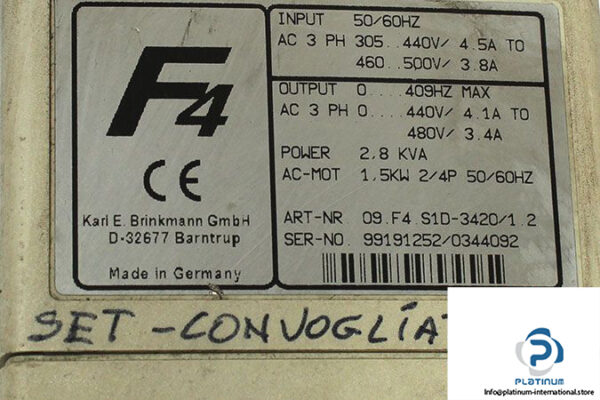 F4
CE
Karl E. Brinkmann GmbH
D-32677 Barntrup
Made in Germany
INPUT 50/60HZ
AC 3 PH 305..440V/ 4.5A TO
460..500V/ 3.8A
OUTPUT 0....409HZ MAX
AC 3 PH 0....440V/ 4.1A TO
480V/ 3.4A
POWER 2,8 KVA
AC-MOT 1,5KW 2/4P 50/60HZ
ART-NR 09.F4.S1D-3420/1.2
SER-NO. 99191252/0344092
SET - CONVOGLIAT
PLATINUM
info@platinum-international.store